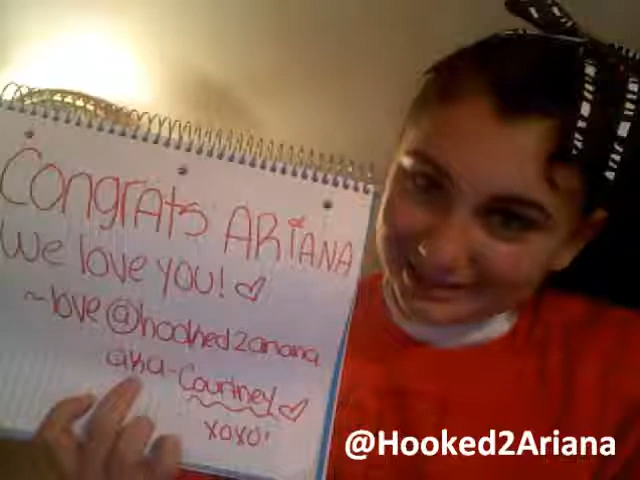 CONGRATS ARIANA
We love you! ♡
~love @hooked2ariana
aka-Courtney ♡
xoxo!
@Hooked2Ariana